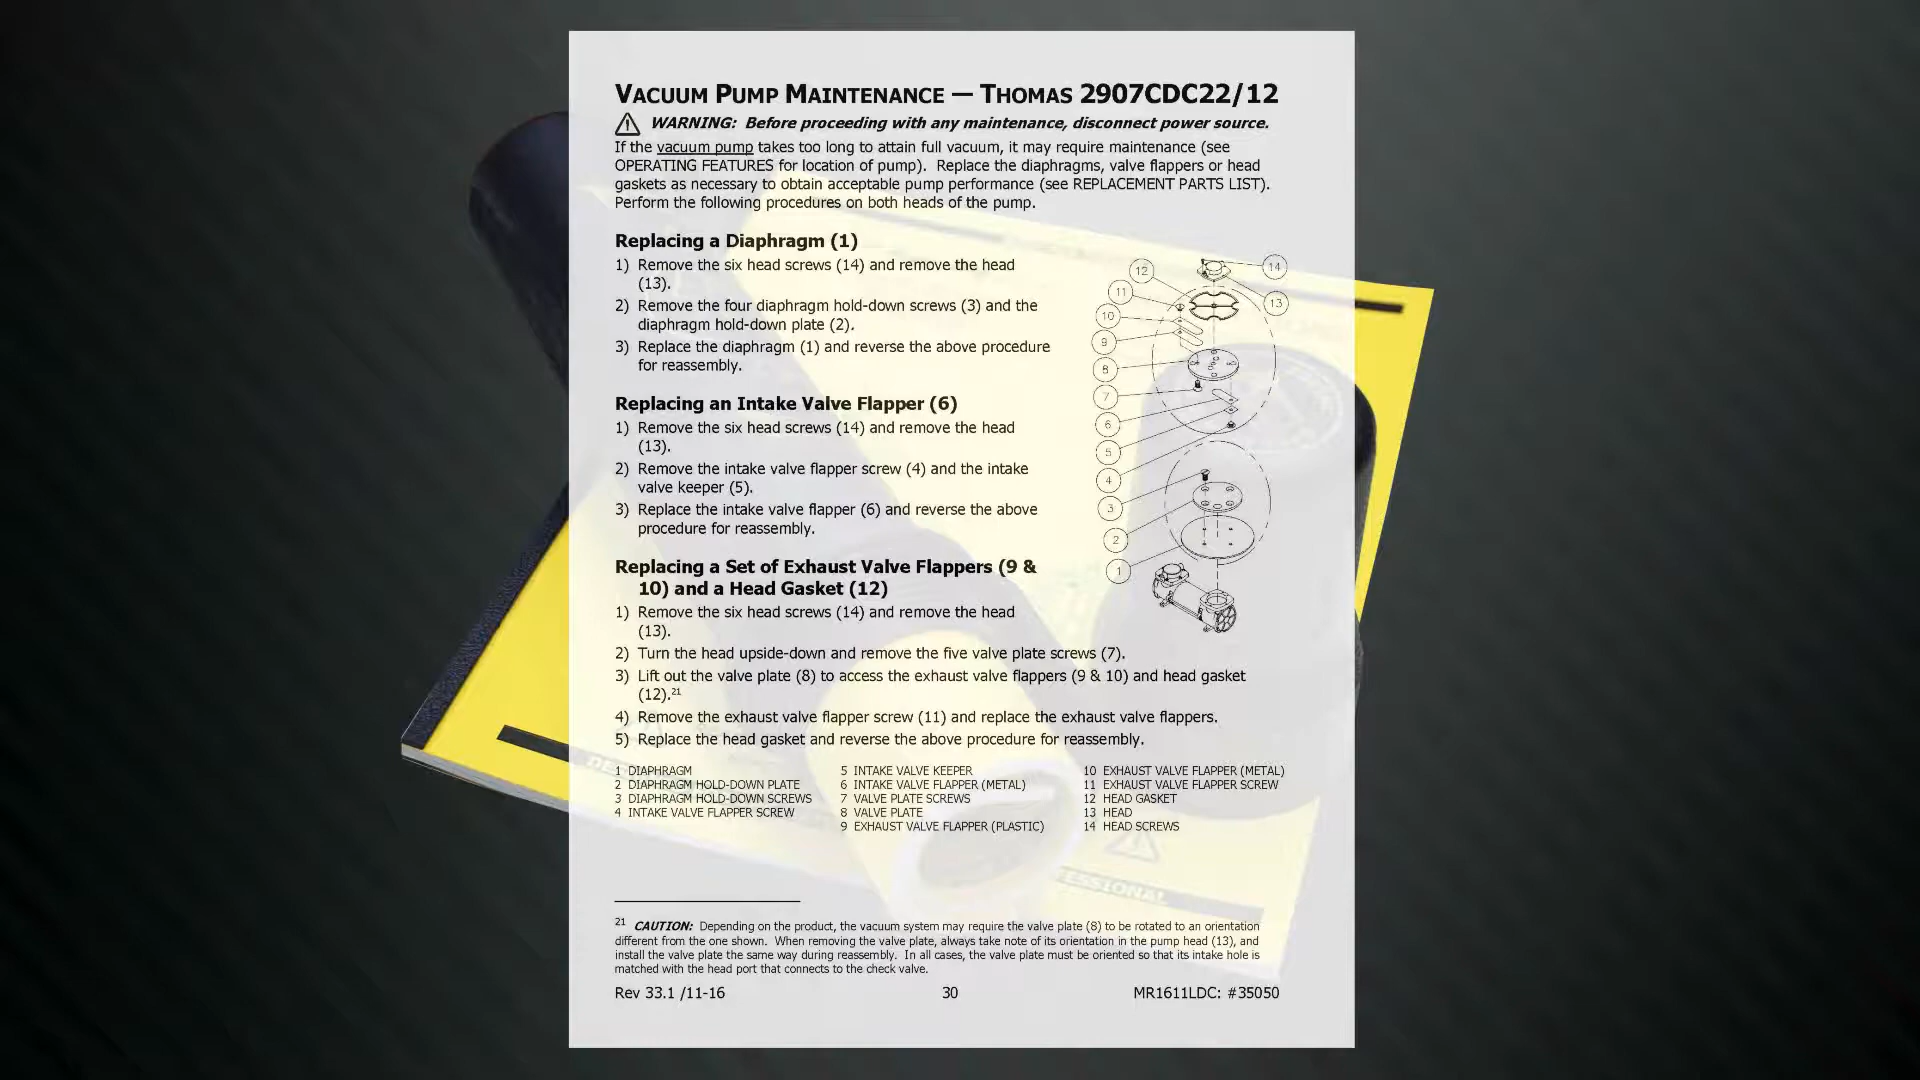 VACUUM PUMP MAINTENANCE — THOMAS 2907CDC22/12
WARNING: Before proceeding with any maintenance, disconnect power source.
If the vacuum pump takes too long to attain full vacuum, it may require maintenance (see
OPERATING FEATURES for location of pump). Replace the diaphragms, valve flappers or head
gaskets as necessary to obtain acceptable pump performance (see REPLACEMENT PARTS LIST).
Perform the following procedures on both heads of the pump.
Replacing a Diaphragm (1)
1) Remove the six head screws (14) and remove the head
(13).
2) Remove the four diaphragm hold-down screws (3) and the
diaphragm hold-down plate (2).
3) Replace the diaphragm (1) and reverse the above procedure
for reassembly.
Replacing an Intake Valve Flapper (6)
1) Remove the six head screws (14) and remove the head
(13).
2) Remove the intake valve flapper screw (4) and the intake
valve keeper (5).
3) Replace the intake valve flapper (6) and reverse the above
procedure for reassembly.
Replacing a Set of Exhaust Valve Flappers (9 &
10) and a Head Gasket (12)
1) Remove the six head screws (14) and remove the head
(13).
2) Turn the head upside-down and remove the five valve plate screws (7).
3) Lift out the valve plate (8) to access the exhaust valve flappers (9 & 10) and head gasket
(12).21
4) Remove the exhaust valve flapper screw (11) and replace the exhaust valve flappers.
5) Replace the head gasket and reverse the above procedure for reassembly.
14
12
13
11
10
9
8
7
6
5
4
3
2
1
1 DIAPHRAGM
2 DIAPHRAGM HOLD-DOWN PLATE
3 DIAPHRAGM HOLD-DOWN SCREWS
4 INTAKE VALVE FLAPPER SCREW
5 INTAKE VALVE KEEPER
6 INTAKE VALVE FLAPPER (METAL)
7 VALVE PLATE SCREWS
8 VALVE PLATE
9 EXHAUST VALVE FLAPPER (PLASTIC)
10 EXHAUST VALVE FLAPPER (METAL)
11 EXHAUST VALVE FLAPPER SCREW
12 HEAD GASKET
13 HEAD
14 HEAD SCREWS
21 CAUTION: Depending on the product, the vacuum system may require the valve plate (8) to be rotated to an orientation
different from the one shown. When removing the valve plate, always take note of its orientation in the pump head (13), and
install the valve plate the same way during reassembly. In all cases, the valve plate must be oriented so that its intake hole is
matched with the head port that connects to the check valve.
Rev 33.1 /11-16 30 MR1611LDC: #35050